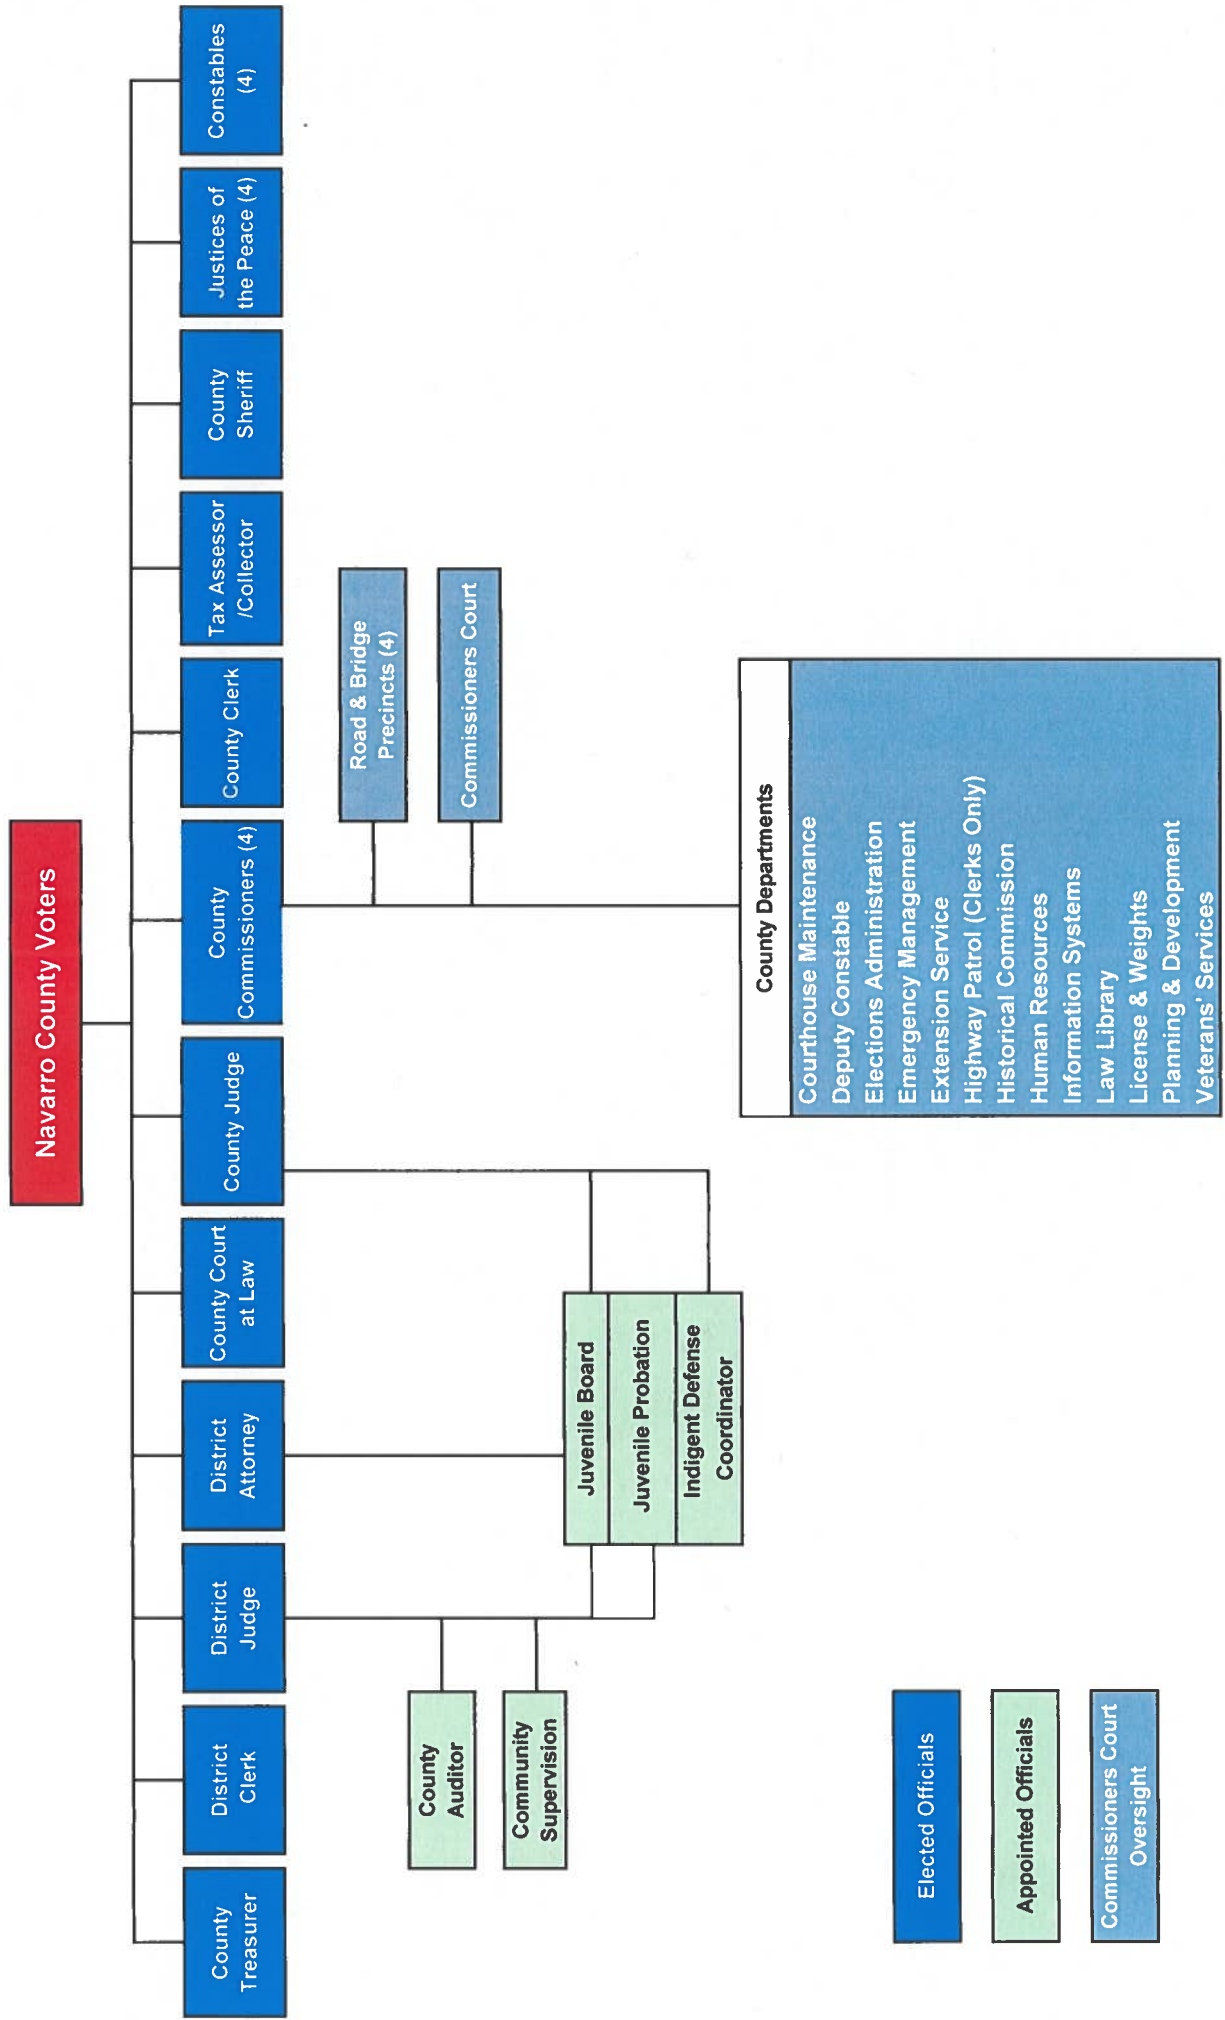 Navarro County Voters
County
Treasurer
District
Clerk
District
Judge
District
Attorney
County Court
at Law
County Judge
County
Commissioners (4)
County Clerk
Tax Assessor
/Collector
County
Sheriff
Justices of
the Peace (4)
Constables
(4)
Road & Bridge
Precincts (4)
Commissioners Court
County
Auditor
Community
Supervision
Juvenile Board
Juvenile Probation
Indigent Defense
Coordinator
County Departments
Courthouse Maintenance
Deputy Constable
Elections Administration
Emergency Management
Extension Service
Highway Patrol (Clerks Only)
Historical Commission
Human Resources
Information Systems
Law Library
License & Weights
Planning & Development
Veterans' Services
Elected Officials
Appointed Officials
Commissioners Court
Oversight